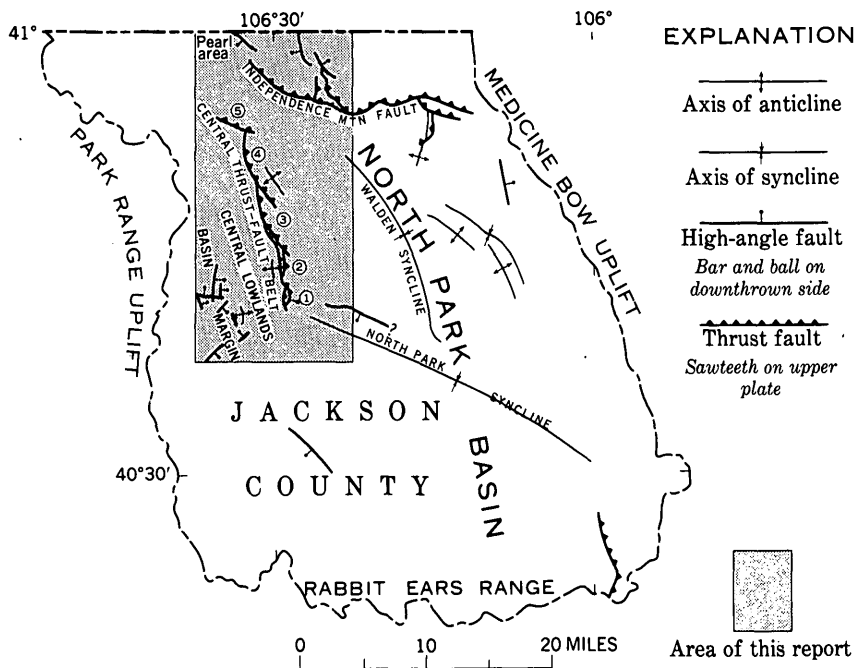 106°30'
106°
41°
Pearl
area
INDEPENDENCE MTN FAULT
⑤
④
③
②
①
CENTRAL THRUST-FAULT BELT
CENTRAL LOWLANDS
BASIN
MARGIN
PARK RANGE UPLIFT
MEDICINE BOW UPLIFT
NORTH PARK
BASIN
WALDEN SYNCLINE
?
NORTH PARK SYNCLINE
JACKSON
COUNTY
40°30'
RABBIT EARS RANGE
0 10 20 MILES
EXPLANATION
Axis of anticline
Axis of syncline
High-angle fault
Bar and ball on
downthrown side
Thrust fault
Sawteeth on upper
plate
Area of this report